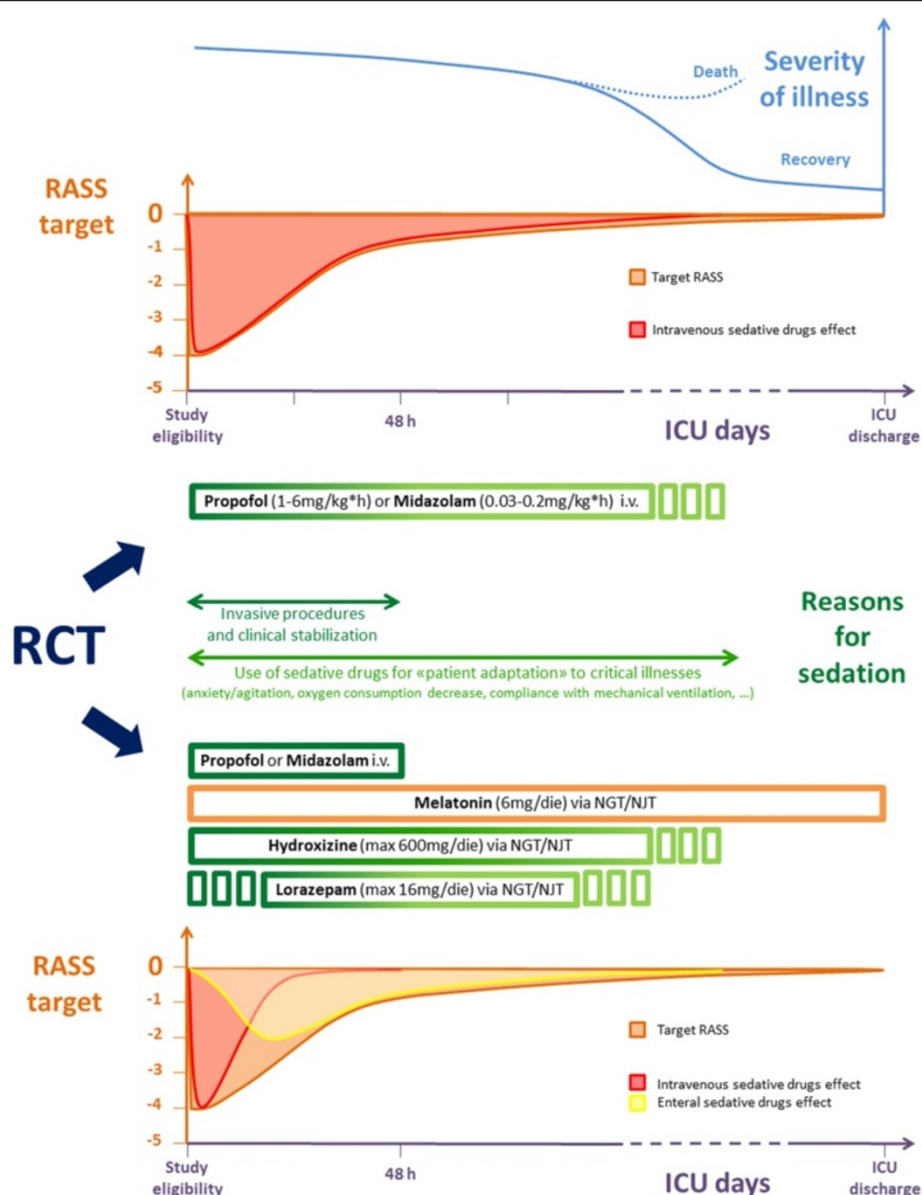 Death
Severity
of illness
Recovery
RASS
target
0
-1
-2
-3
-4
-5
Target RASS
Intravenous sedative drugs effect
Study
eligibility
48 h
ICU days
ICU
discharge
Propofol (1-6mg/kg*h) or Midazolam (0.03-0.2mg/kg*h) i.v.
RCT
Invasive procedures
and clinical stabilization
Use of sedative drugs for «patient adaptation» to critical illnesses
(anxiety/agitation, oxygen consumption decrease, compliance with mechanical ventilation, ...)
Reasons
for
sedation
Propofol or Midazolam i.v.
Melatonin (6mg/die) via NGT/NJT
Hydroxizine (max 600mg/die) via NGT/NJT
Lorazepam (max 16mg/die) via NGT/NJT
RASS
target
0
-1
-2
-3
-4
-5
Target RASS
Intravenous sedative drugs effect
Enteral sedative drugs effect
Study
eligibility
48 h
ICU days
ICU
discharge